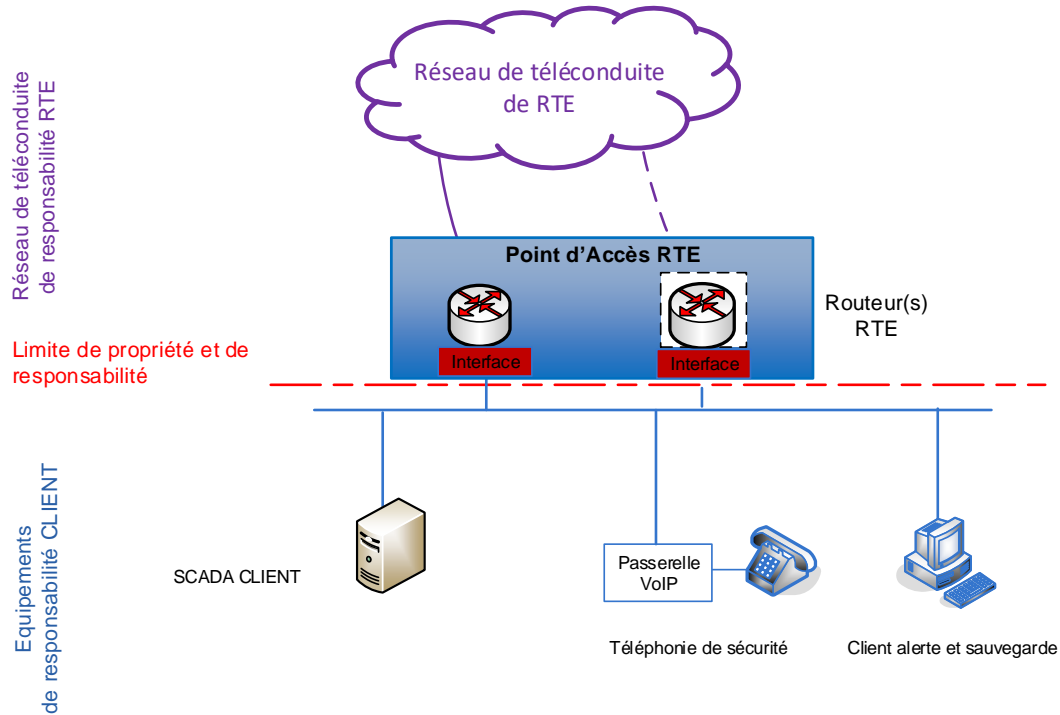 Réseau de téléconduite
de RTE
Réseau de téléconduite
de responsabilité RTE
Point d'Accès RTE
Routeur(s)
RTE
Interface
Interface
Limite de propriété et de
responsabilité
Equipements
de responsabilité CLIENT
SCADA CLIENT
Passerelle
VoIP
Téléphonie de sécurité
Client alerte et sauvegarde